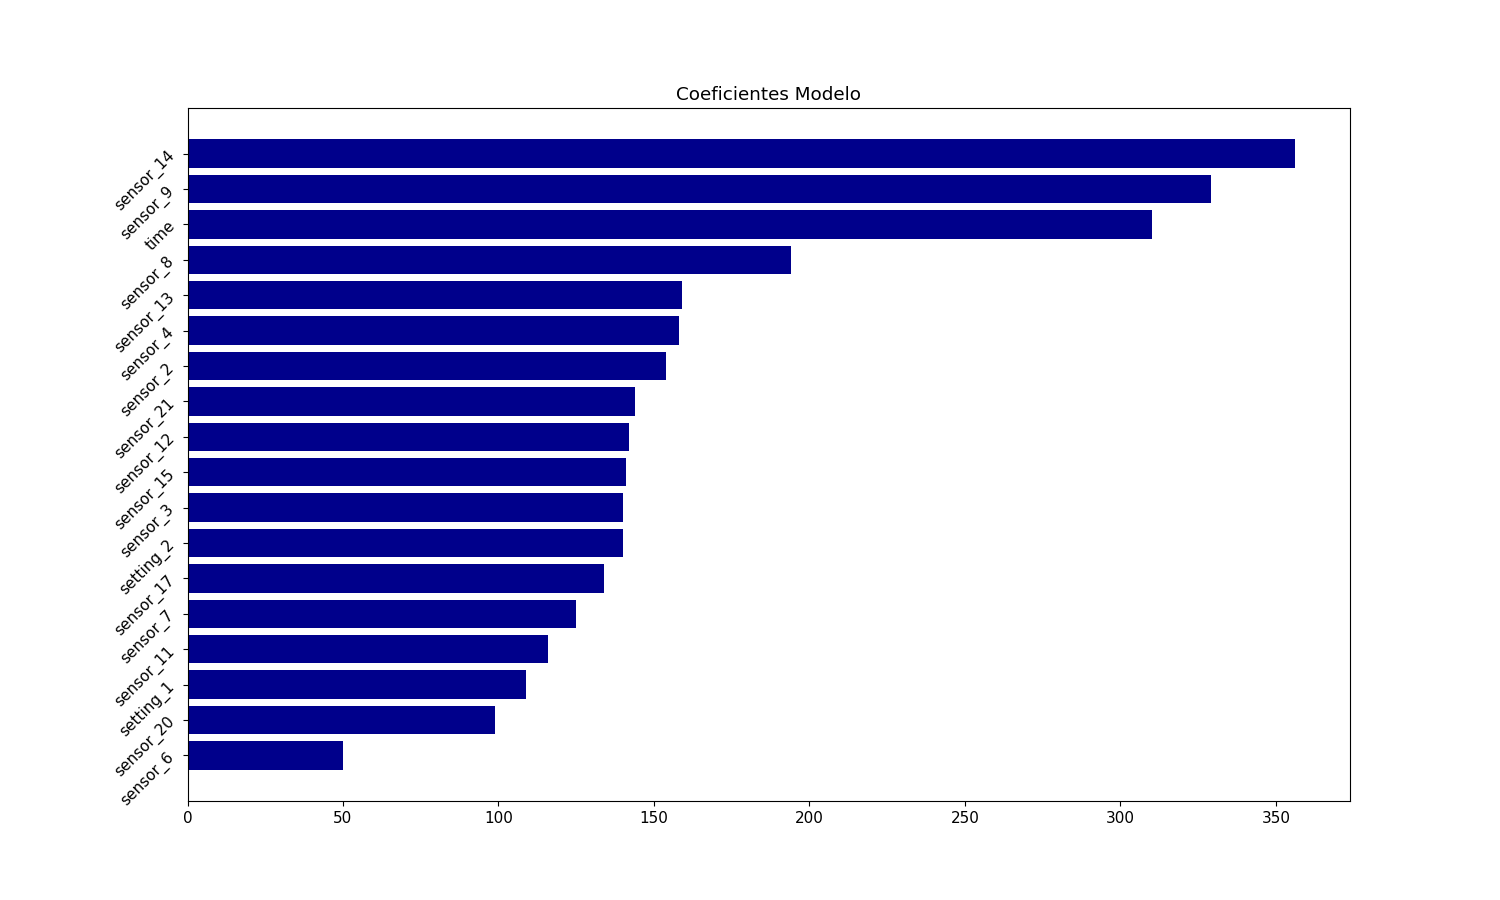 Coeficientes Modelo
sensor_14
sensor_9
time
sensor_8
sensor_13
sensor_4
sensor_2
sensor_21
sensor_12
sensor_15
sensor_3
setting_2
sensor_17
sensor_7
sensor_11
setting_1
sensor_20
sensor_6
0 50 100 150 200 250 300 350